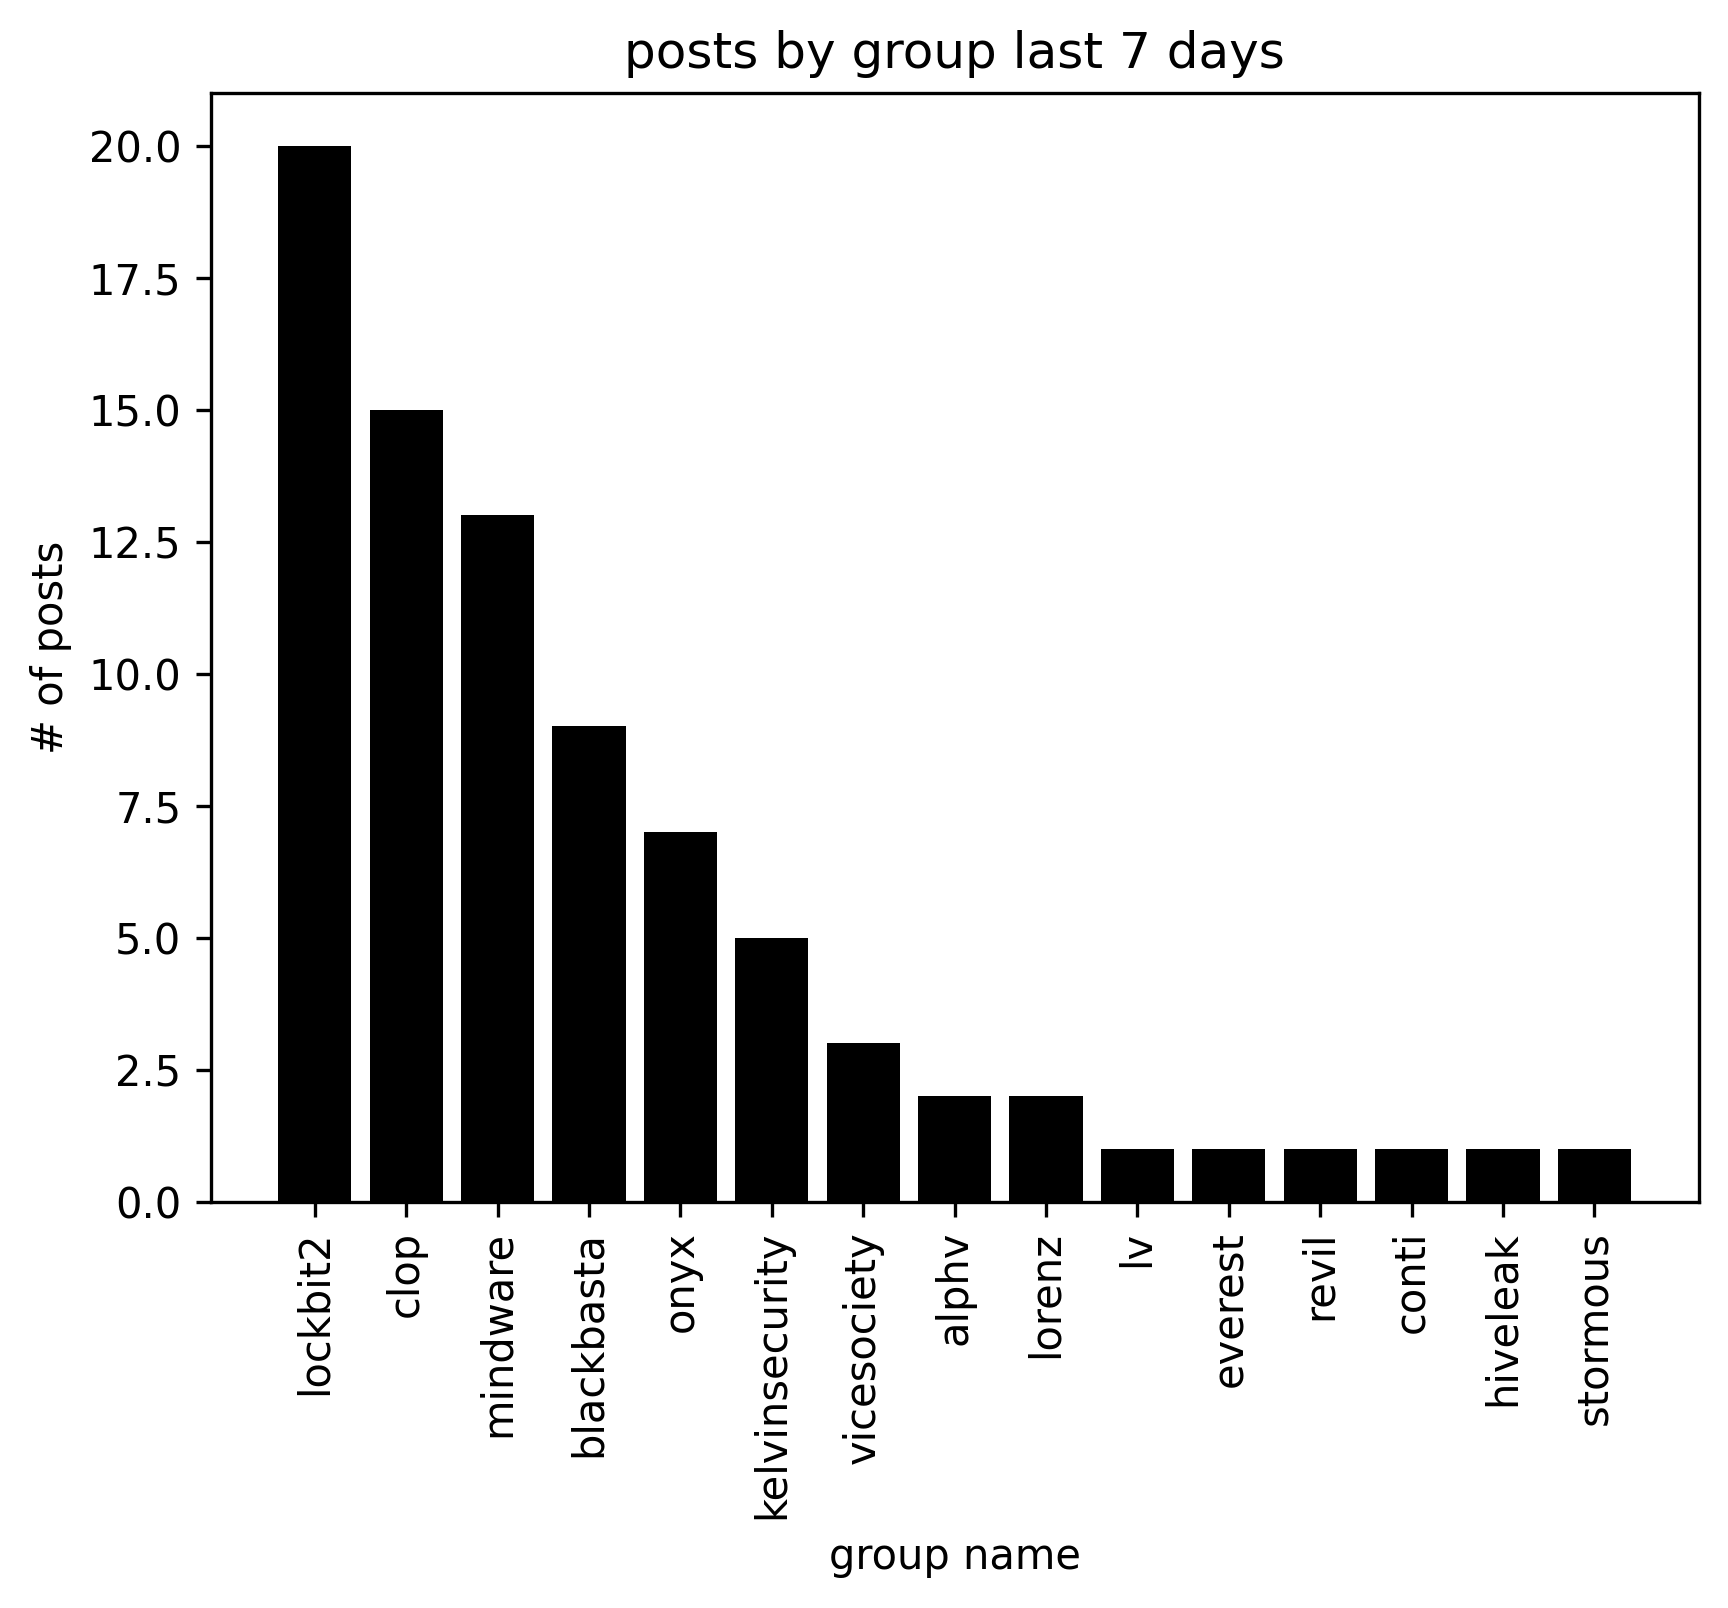 posts by group last 7 days
# of posts
20.0
17.5
15.0
12.5
10.0
7.5
5.0
2.5
0.0
lockbit2
clop
mindware
blackbasta
onyx
kelvinsecurity
vicesociety
alphv
lorenz
lv
everest
revil
conti
hiveleak
stormous
group name